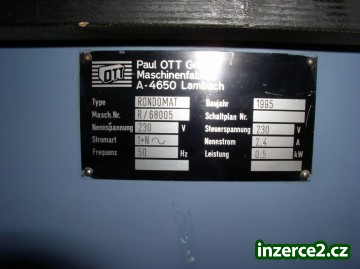 OTT
Paul OTT
Maschinenfab
A-4650 Lambach
Type RONDOMAT Baujahr 1995
Masch.Nr. R/68005 Schaltplan Nr.
Nennspannung 230 V Steuerspannung 230 V
Stromart 1+N~ Nenestrom 2,4 A
Frequenz 50 Hz Leistung 0.5 kW
inzerce2.cz